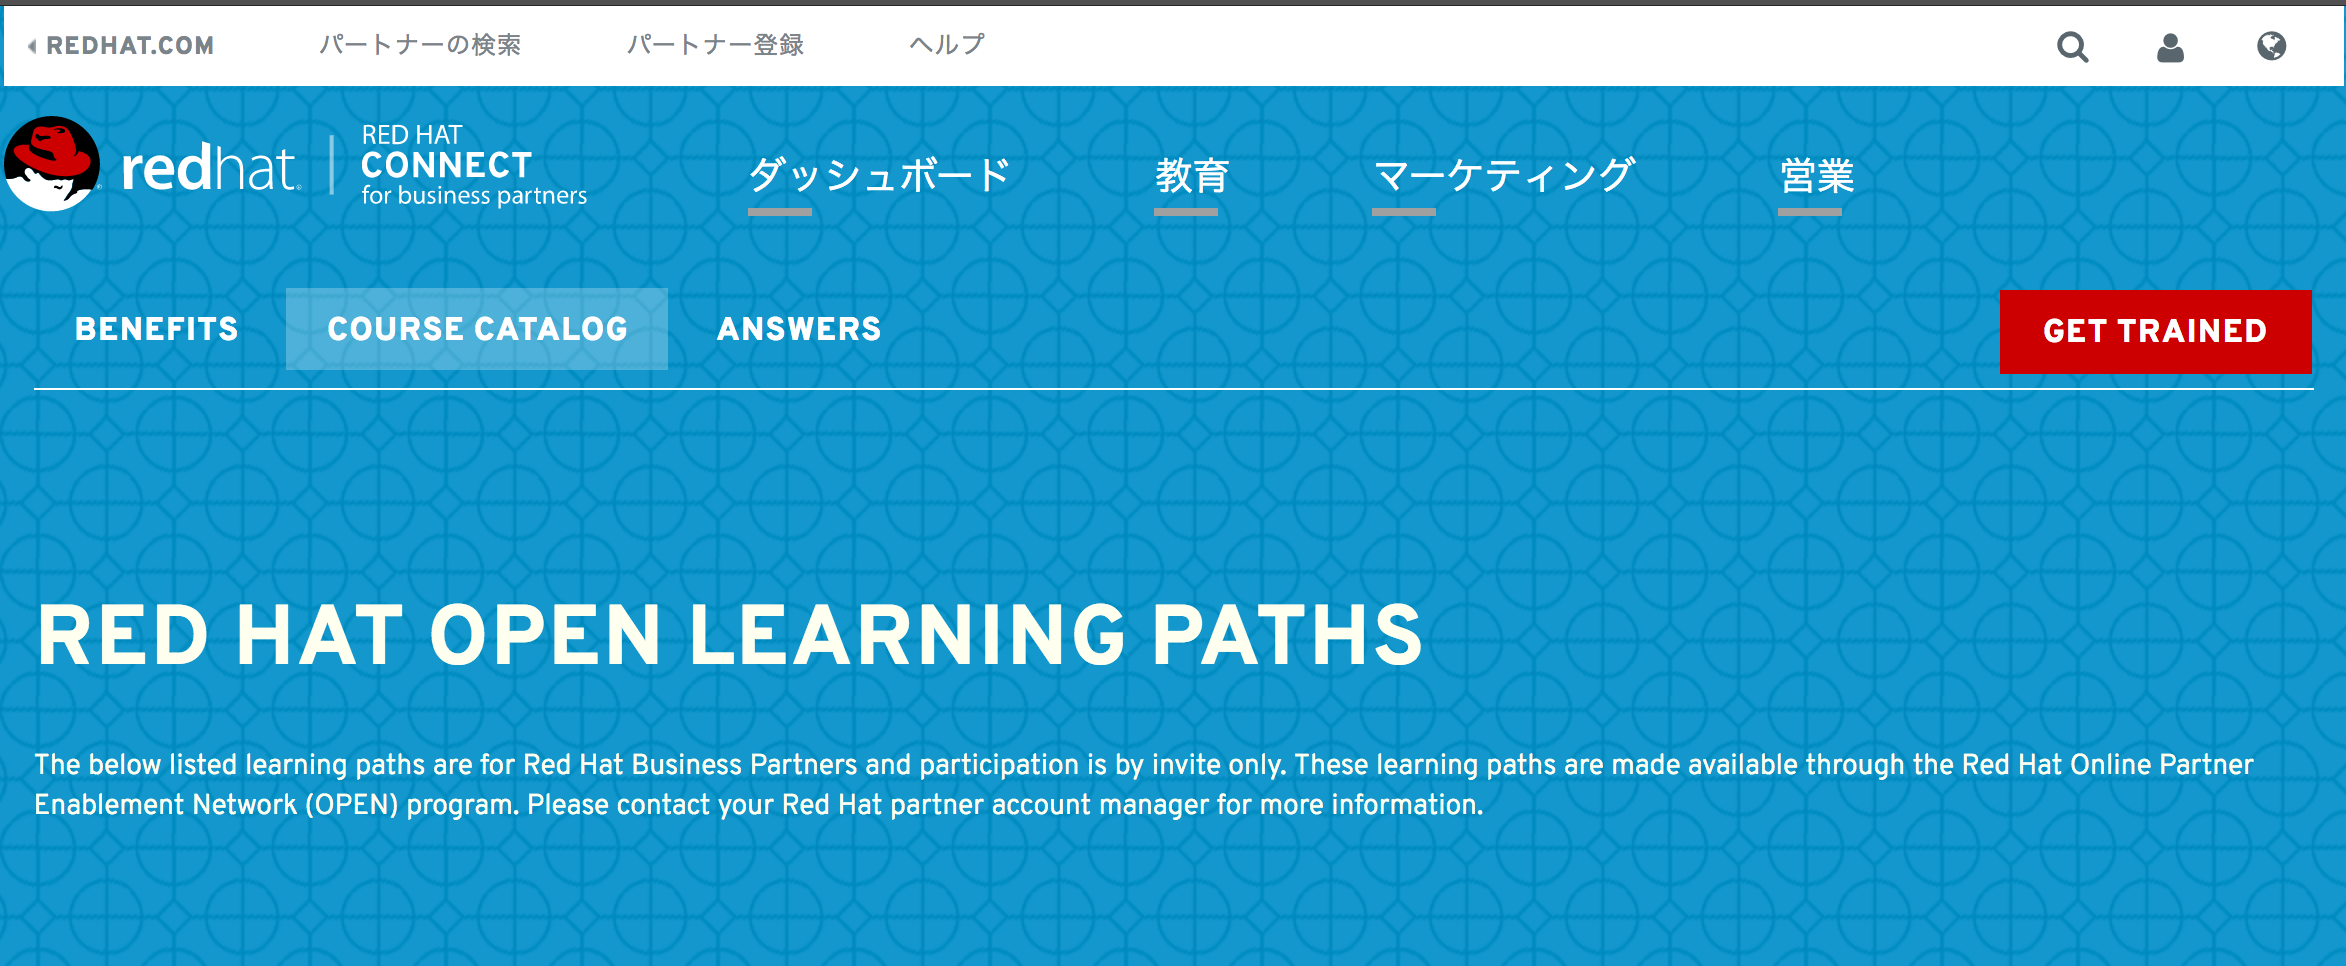 REDHAT.COM パートナーの検索 パートナー登録 ヘルプ
redhat. RED HAT
CONNECT
for business partners
ダッシュボード 教育 マーケティング 営業
BENEFITS COURSE CATALOG ANSWERS GET TRAINED
RED HAT OPEN LEARNING PATHS
The below listed learning paths are for Red Hat Business Partners and participation is by invite only. These learning paths are made available through the Red Hat Online Partner
Enablement Network (OPEN) program. Please contact your Red Hat partner account manager for more information.